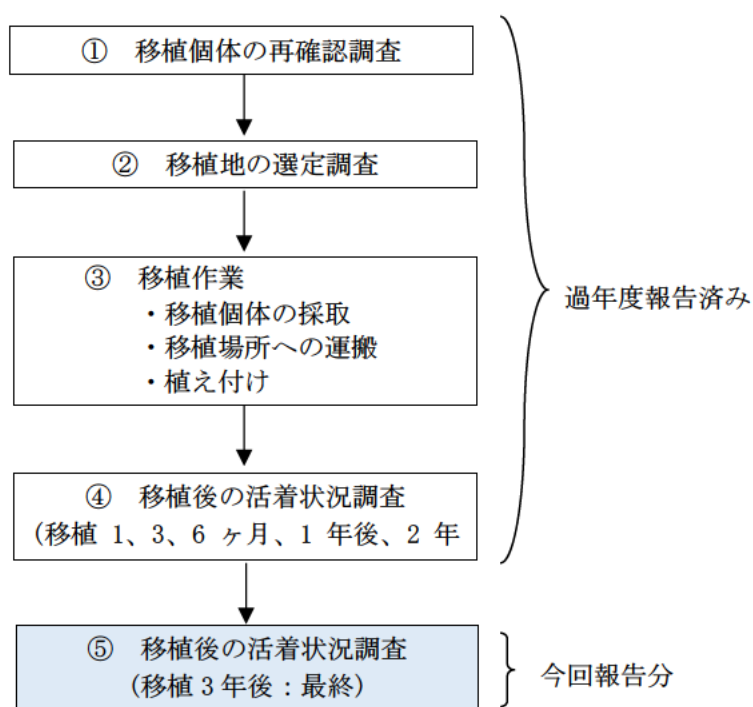 ① 移植個体の再確認調査
② 移植地の選定調査
③ 移植作業
・移植個体の採取
・移植場所への運搬
・植え付け
過年度報告済み
④ 移植後の活着状況調査
(移植 1、3、6 ヶ月、1 年後、2 年
⑤ 移植後の活着状況調査
(移植 3 年後：最終)
今回報告分